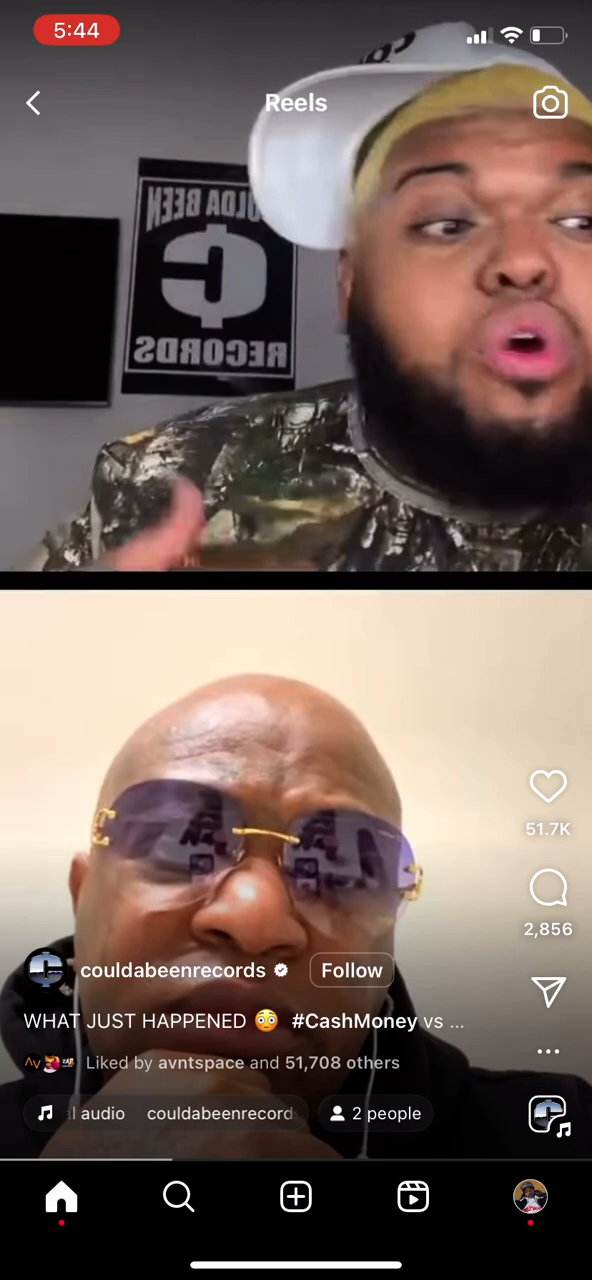 5:44
Reels
COULDA BEEN
RECORDS
couldabeenrecords
Follow
WHAT JUST HAPPENED 😳 #CashMoney vs ...
Liked by avntspace and 51,708 others
l audio couldabeenrecord
2 people
51.7K
2,856